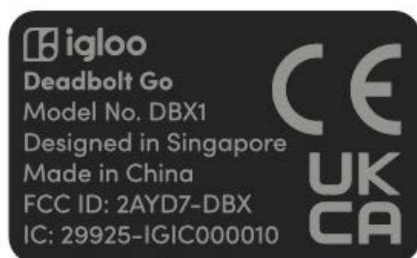 igloo
Deadbolt Go
Model No. DBX1
Designed in Singapore
Made in China
FCC ID: 2AYD7-DBX
IC: 29925-IGIC000010
CE
UK
CA